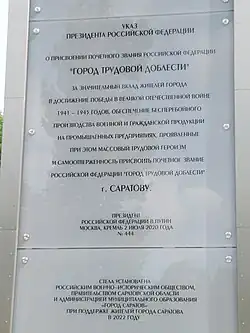 УКАЗ
ПРЕЗИДЕНТА РОССИЙСКОЙ ФЕДЕРАЦИИ
О ПРИСВОЕНИИ ПОЧЕТНОГО ЗВАНИЯ РОССИЙСКОЙ ФЕДЕРАЦИИ
"ГОРОД ТРУДОВОЙ ДОБЛЕСТИ"
ЗА ЗНАЧИТЕЛЬНЫЙ ВКЛАД ЖИТЕЛЕЙ ГОРОДА
В ДОСТИЖЕНИЕ ПОБЕДЫ В ВЕЛИКОЙ ОТЕЧЕСТВЕННОЙ ВОЙНЕ
1941 - 1945 ГОДОВ, ОБЕСПЕЧЕНИЕ БЕСПЕРЕБОЙНОГО
ПРОИЗВОДСТВА ВОЕННОЙ И ГРАЖДАНСКОЙ ПРОДУКЦИИ
НА ПРОМЫШЛЕННЫХ ПРЕДПРИЯТИЯХ, ПРОЯВЛЕННЫЕ
ПРИ ЭТОМ МАССОВЫЙ ТРУДОВОЙ ГЕРОИЗМ
И САМООТВЕРЖЕННОСТЬ ПРИСВОИТЬ ПОЧЕТНОЕ ЗВАНИЕ
РОССИЙСКОЙ ФЕДЕРАЦИИ "ГОРОД ТРУДОВОЙ ДОБЛЕСТИ"
г. САРАТОВУ.
ПРЕЗИДЕНТ
РОССИЙСКОЙ ФЕДЕРАЦИИ В.ПУТИН
МОСКВА, КРЕМЛЬ 2 ИЮЛЯ 2020 ГОДА
№ 444
СТЕЛА УСТАНОВЛЕНА
РОССИЙСКИМ ВОЕННО-ИСТОРИЧЕСКИМ ОБЩЕСТВОМ,
ПРАВИТЕЛЬСТВОМ САРАТОВСКОЙ ОБЛАСТИ
И АДМИНИСТРАЦИЕЙ МУНИЦИПАЛЬНОГО ОБРАЗОВАНИЯ
«ГОРОД САРАТОВ»
ПРИ ПОДДЕРЖКЕ ЖИТЕЛЕЙ ГОРОДА САРАТОВА
В 2022 ГОДУ